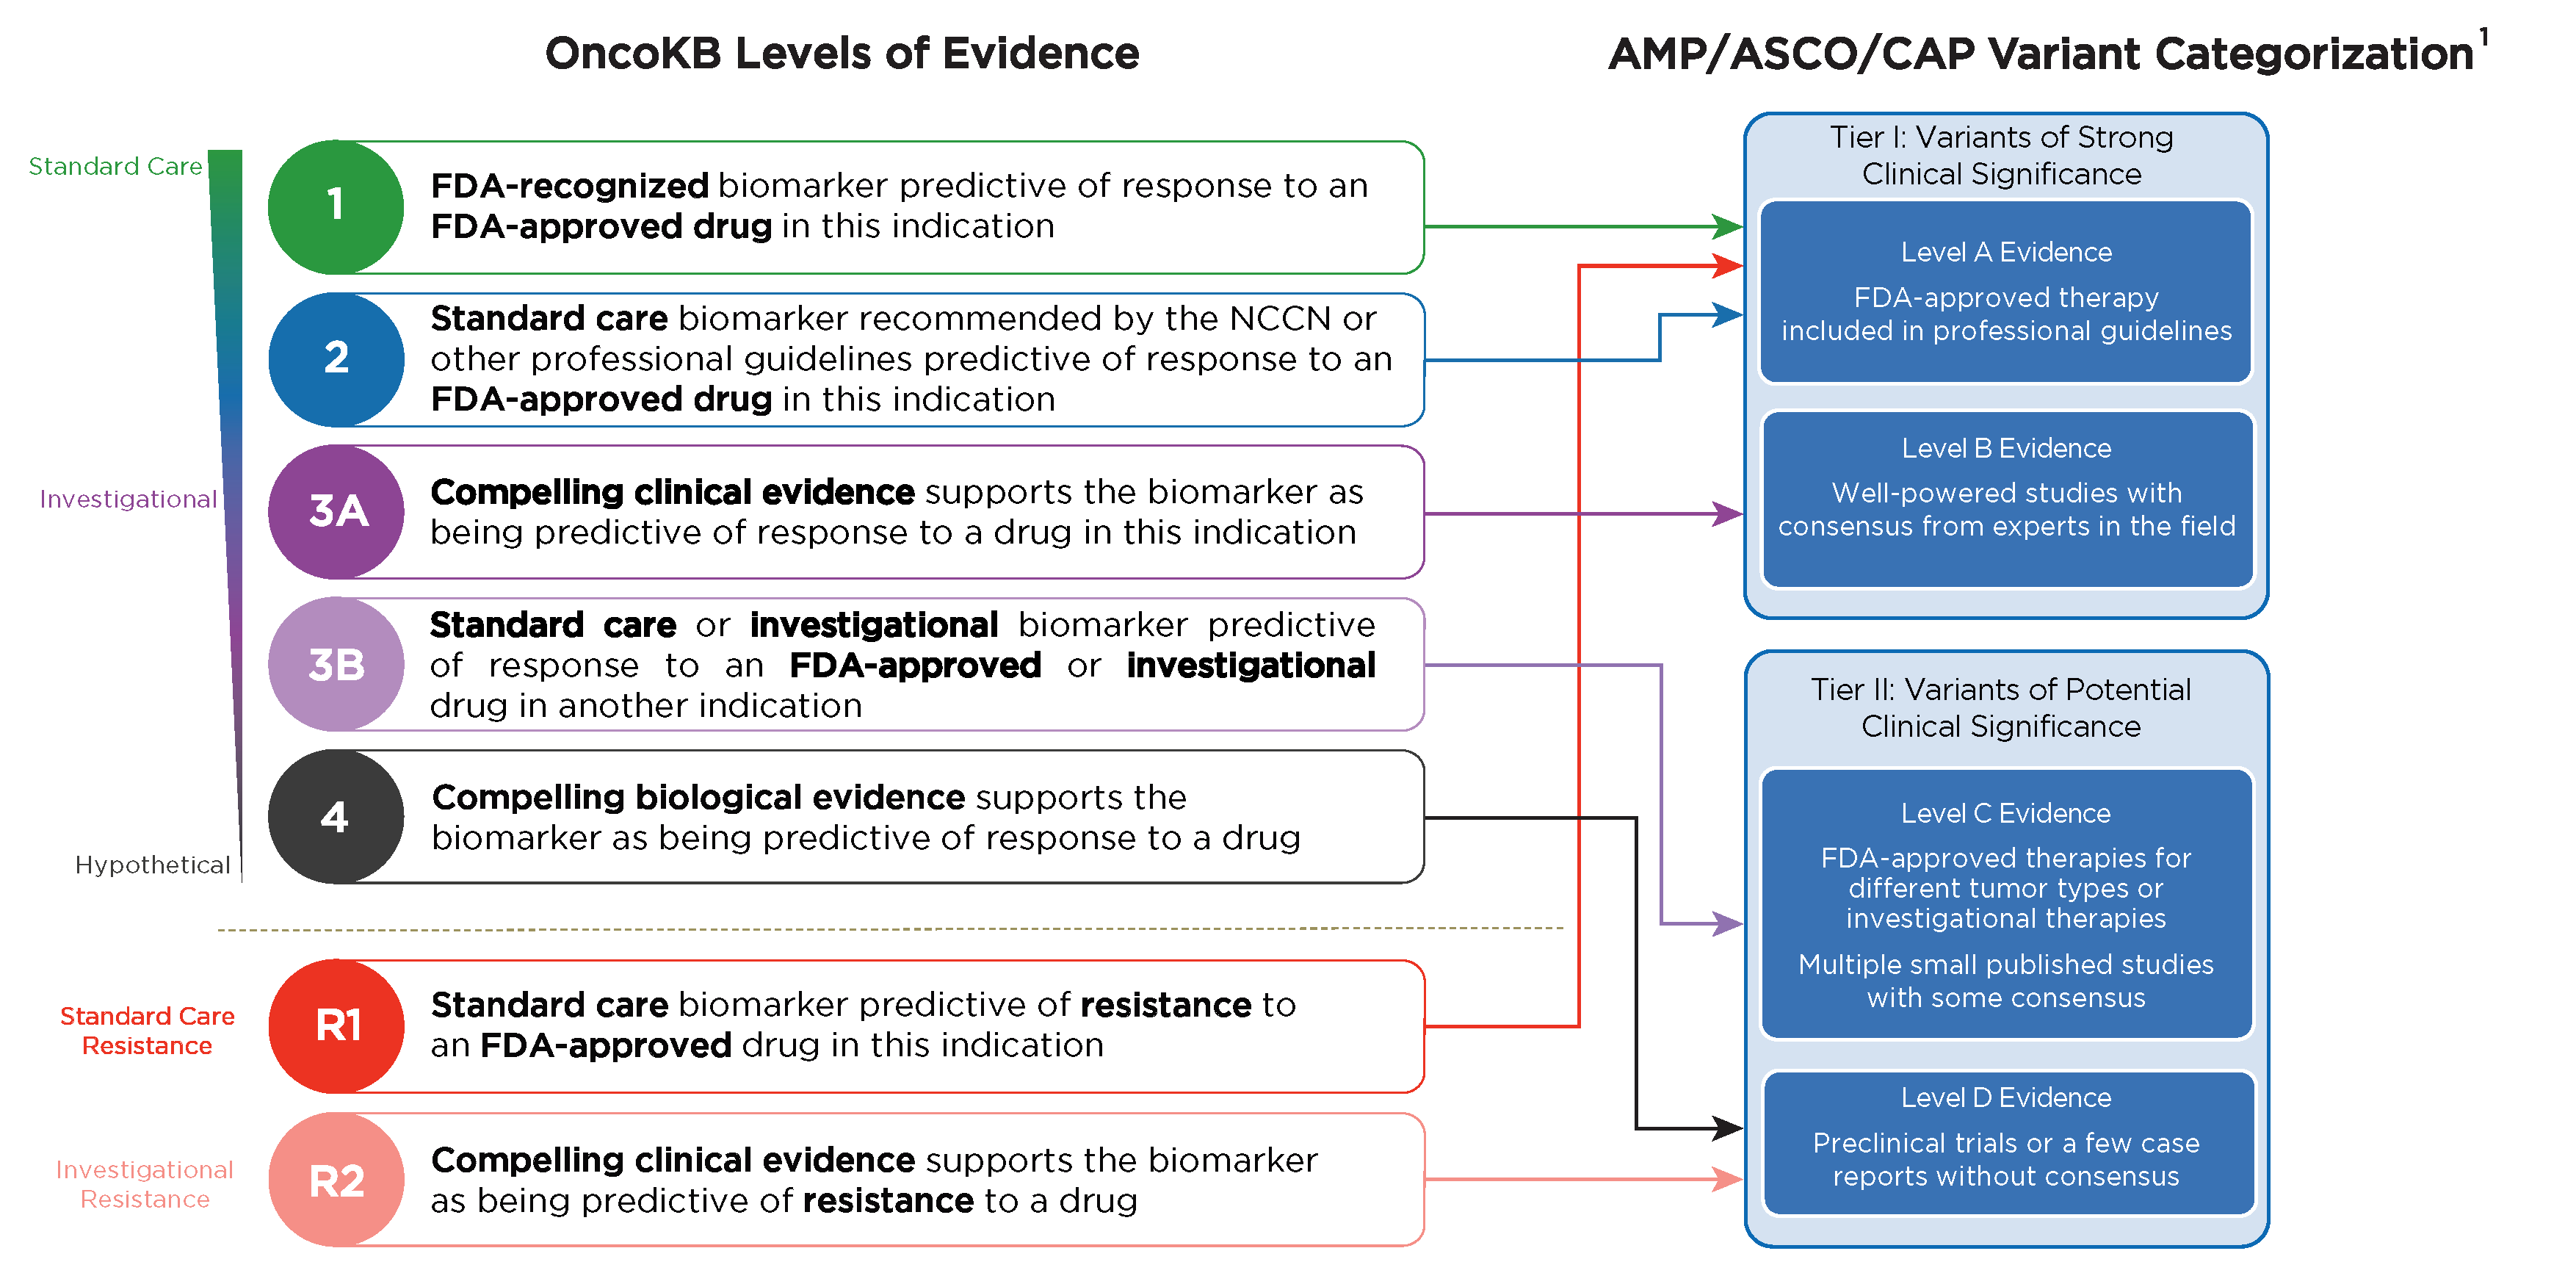 OncoKB Levels of Evidence
AMP/ASCO/CAP Variant Categorization1
Standard Care
Investigational
Hypothetical
1
FDA-recognized biomarker predictive of response to an
FDA-approved drug in this indication
2
Standard care biomarker recommended by the NCCN or
other professional guidelines predictive of response to an
FDA-approved drug in this indication
3A
Compelling clinical evidence supports the biomarker as
being predictive of response to a drug in this indication
3B
Standard care or investigational biomarker predictive
of response to an FDA-approved or investigational
drug in another indication
4
Compelling biological evidence supports the
biomarker as being predictive of response to a drug
Standard Care
Resistance
R1
Standard care biomarker predictive of resistance to
an FDA-approved drug in this indication
Investigational
Resistance
R2
Compelling clinical evidence supports the biomarker
as being predictive of resistance to a drug
Tier I: Variants of Strong
Clinical Significance
Level A Evidence
FDA-approved therapy
included in professional guidelines
Level B Evidence
Well-powered studies with
consensus from experts in the field
Tier II: Variants of Potential
Clinical Significance
Level C Evidence
FDA-approved therapies for
different tumor types or
investigational therapies
Multiple small published studies
with some consensus
Level D Evidence
Preclinical trials or a few case
reports without consensus